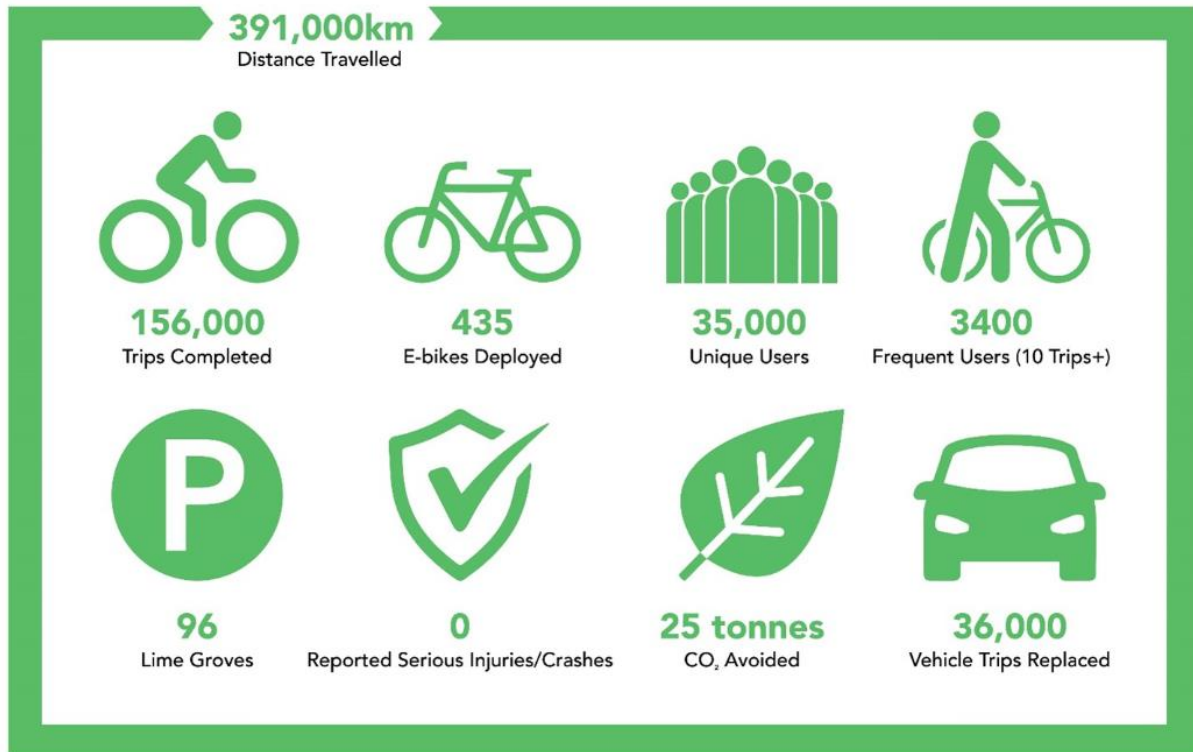 391,000km
Distance Travelled
156,000
Trips Completed
435
E-bikes Deployed
35,000
Unique Users
3400
Frequent Users (10 Trips+)
P
96
Lime Groves
0
Reported Serious Injuries/Crashes
25 tonnes
CO₂ Avoided
36,000
Vehicle Trips Replaced